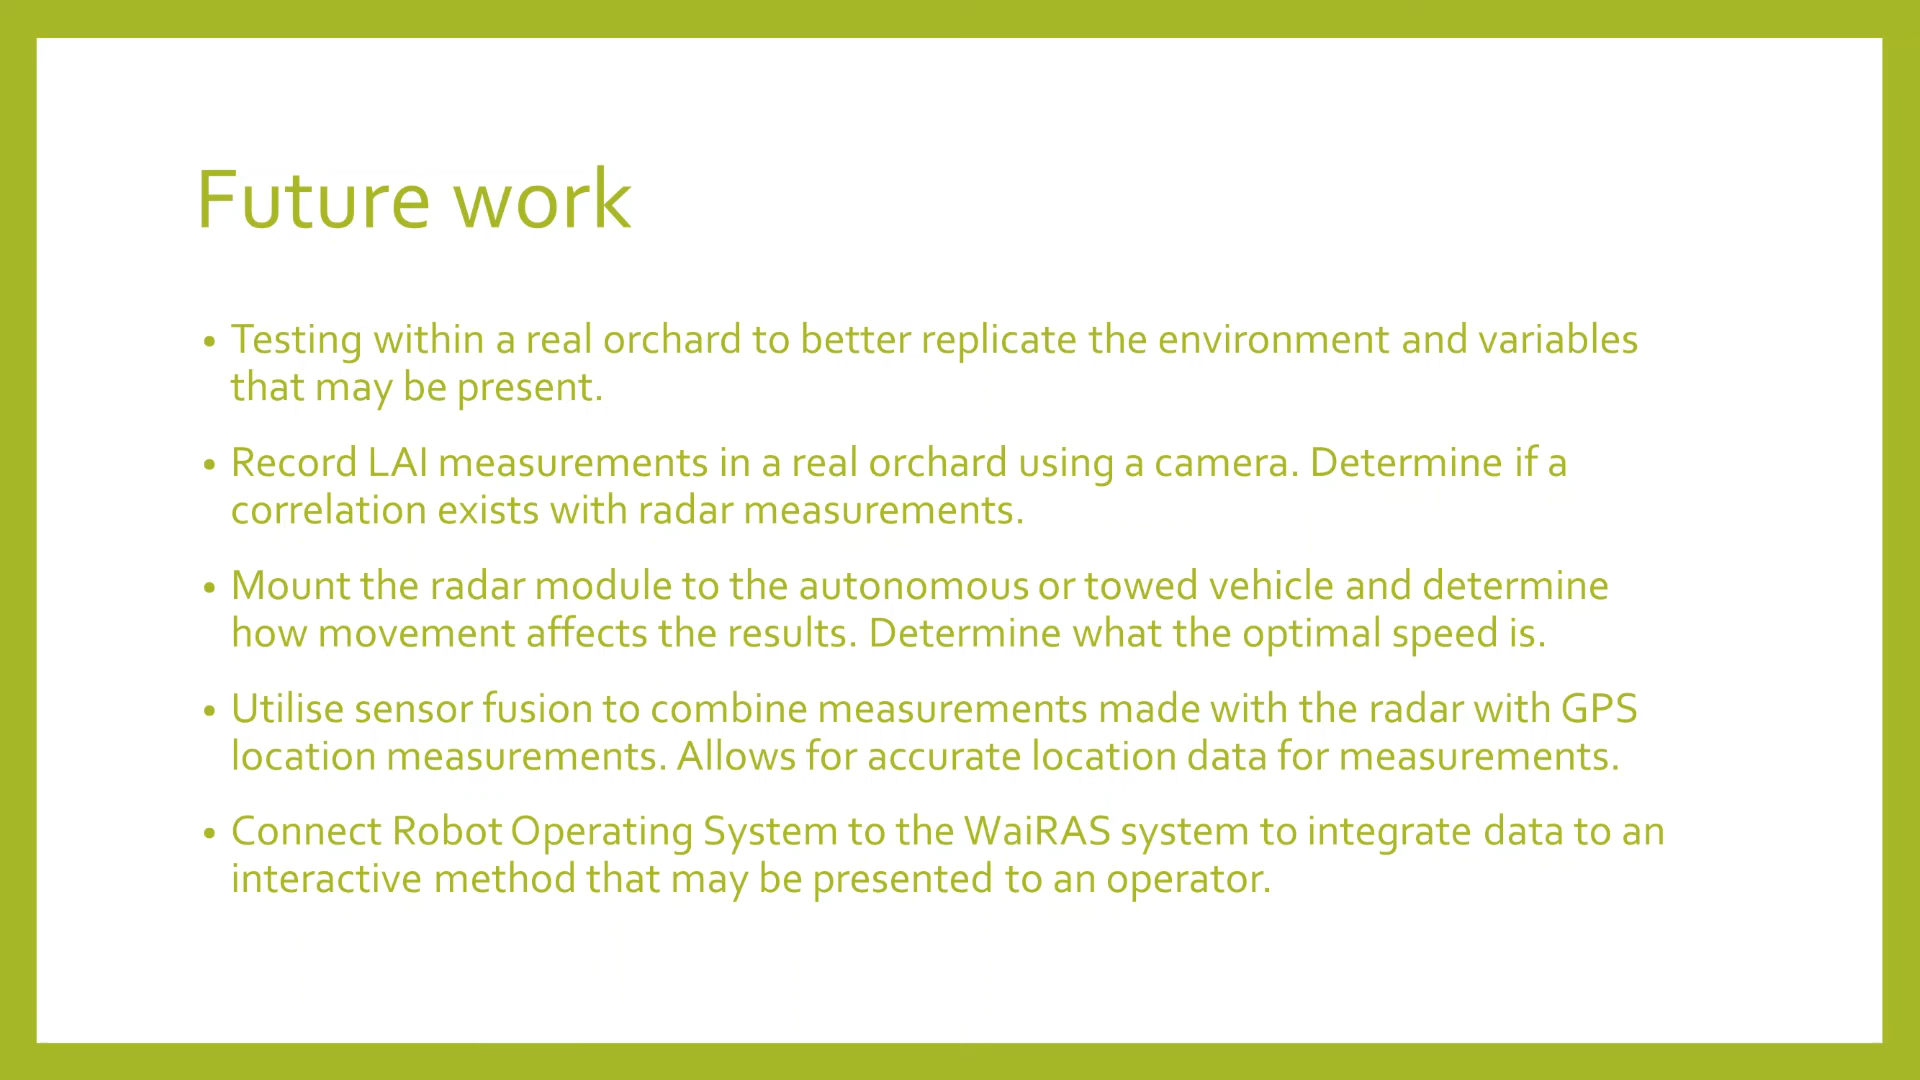 Future work
• Testing within a real orchard to better replicate the environment and variables
that may be present.
• Record LAI measurements in a real orchard using a camera. Determine if a
correlation exists with radar measurements.
• Mount the radar module to the autonomous or towed vehicle and determine
how movement affects the results. Determine what the optimal speed is.
• Utilise sensor fusion to combine measurements made with the radar with GPS
location measurements. Allows for accurate location data for measurements.
• Connect Robot Operating System to the WaiRAS system to integrate data to an
interactive method that may be presented to an operator.